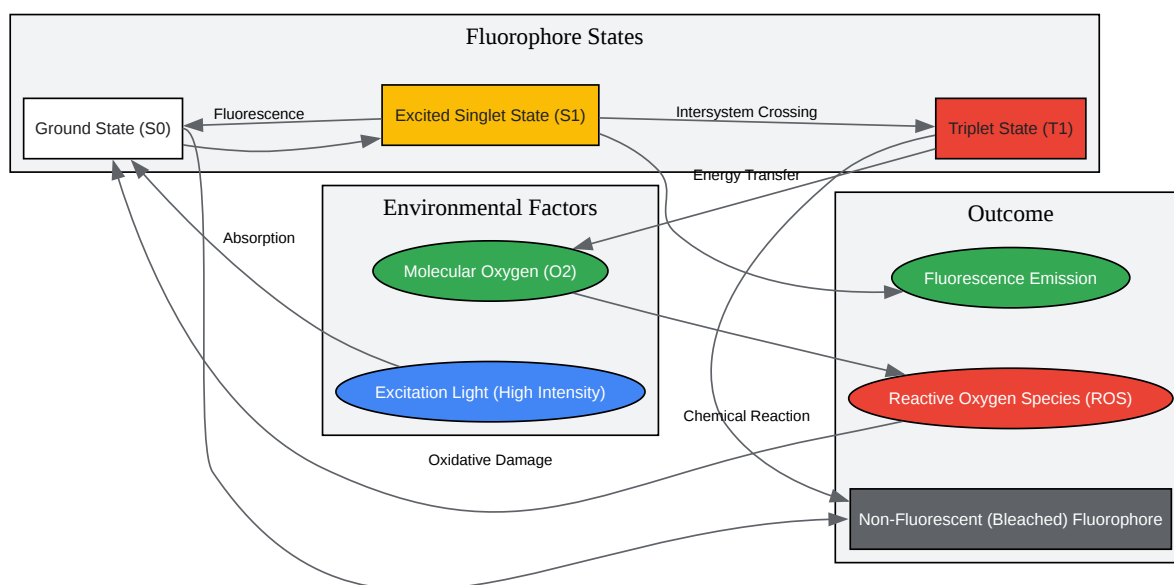 Fluorophore States
Ground State (S0)
Fluorescence
Excited Singlet State (S1)
Intersystem Crossing
Triplet State (T1)
Energy Transfer
Environmental Factors
Outcome
Absorption
Molecular Oxygen (O2)
Fluorescence Emission
Excitation Light (High Intensity)
Reactive Oxygen Species (ROS)
Chemical Reaction
Oxidative Damage
Non-Fluorescent (Bleached) Fluorophore